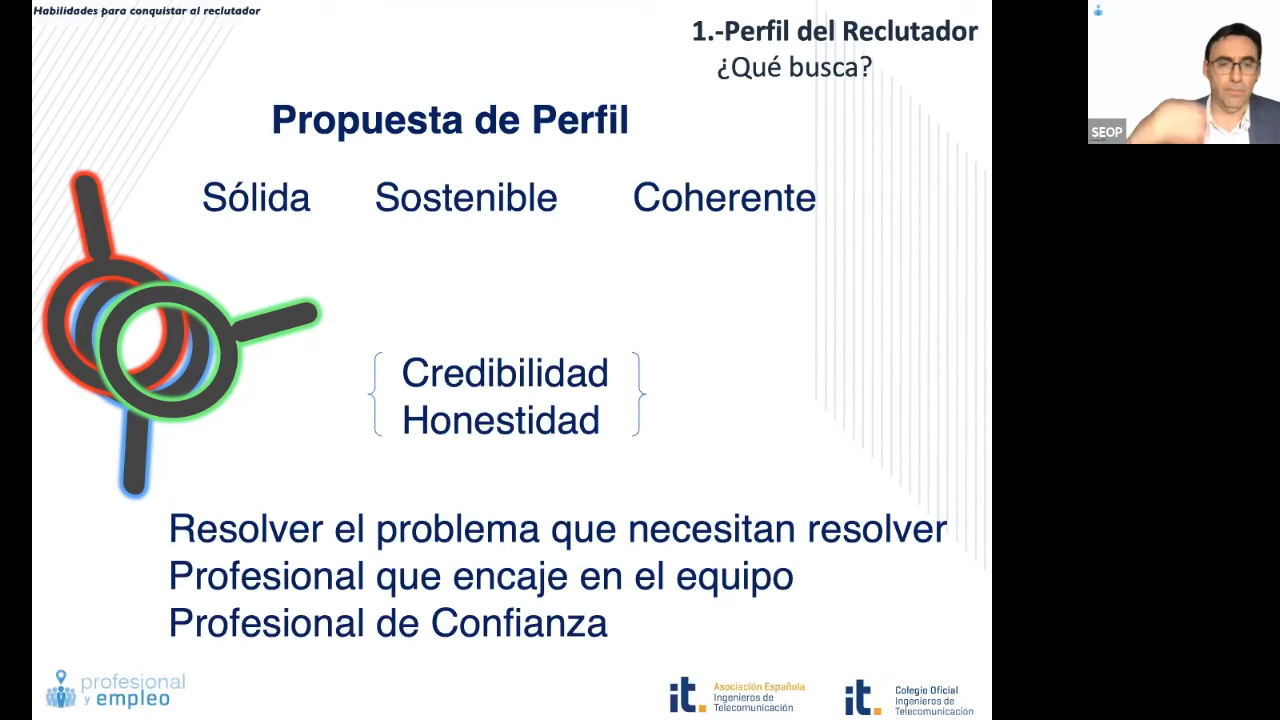 Habilidades para conquistar al reclutador
1.-Perfil del Reclutador
¿Qué busca?
Propuesta de Perfil
Sólida Sostenible Coherente
Credibilidad
Honestidad
Resolver el problema que necesitan resolver
Profesional que encaje en el equipo
Profesional de Confianza
profesional
y empleo
it.
Asociación Española
Ingenieros de
Telecomunicación
it.
Colegio Oficial
Ingenieros de
Telecomunicación
SEOP